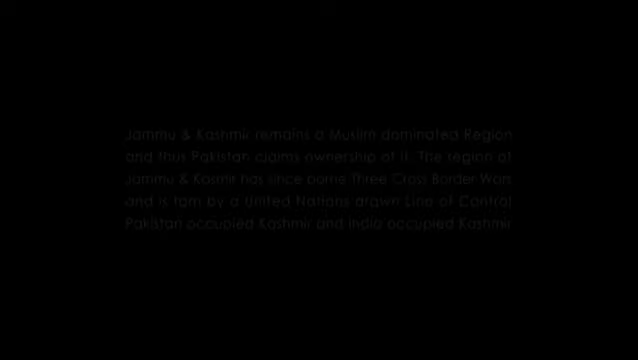 Jammu & Kashmir remains a Muslim dominated Region
and thus Pakistan claims ownership of it. The region of
Jammu & Kasmir has since borne Three Cross Border Wars
and is torn by a United Nations drawn Line of Control
Pakistan occupied Kashmir and India occupied Kashmir